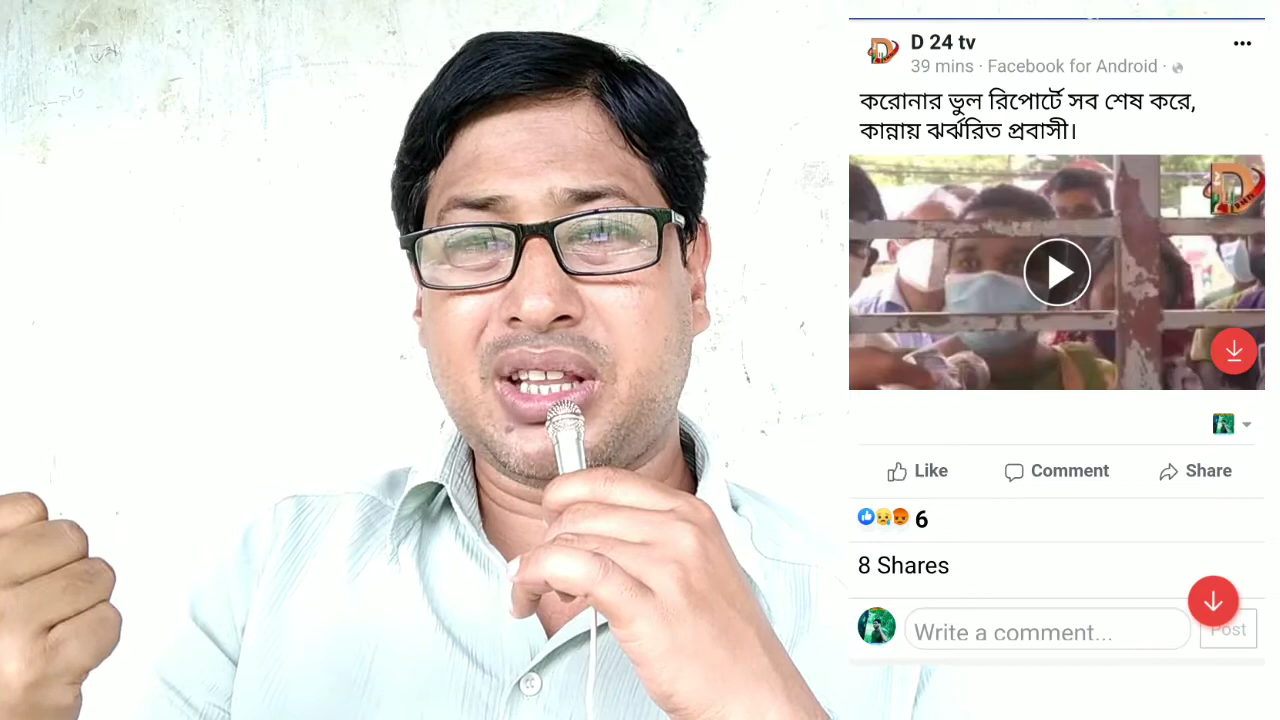 D 24 tv
39 mins · Facebook for Android ·
করোনার ভুল রিপোর্টে সব শেষ করে,
কান্নায় ঝর্ঝরিত প্রবাসী।
Like Comment Share
6
8 Shares
Write a comment... Post